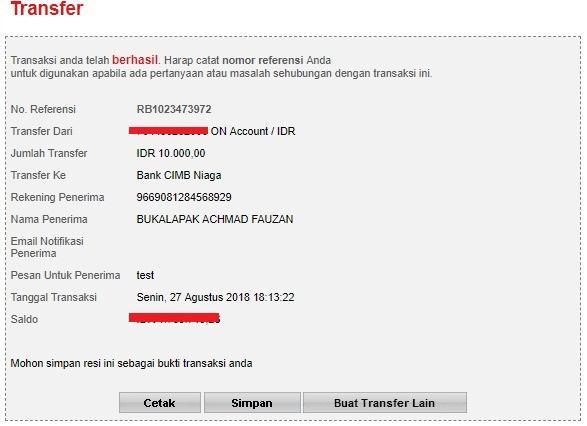 Transfer
Transaksi anda telah berhasil. Harap catat nomor referensi Anda
untuk digunakan apabila ada pertanyaan atau masalah sehubungan dengan transaksi ini.
No. Referensi RB1023473972
Transfer Dari ON Account / IDR
Jumlah Transfer IDR 10.000,00
Transfer Ke Bank CIMB Niaga
Rekening Penerima 9669081284568929
Nama Penerima BUKALAPAK ACHMAD FAUZAN
Email Notifikasi
Penerima
Pesan Untuk Penerima test
Tanggal Transaksi Senin, 27 Agustus 2018 18:13:22
Saldo
Mohon simpan resi ini sebagai bukti transaksi anda
Cetak Simpan Buat Transfer Lain